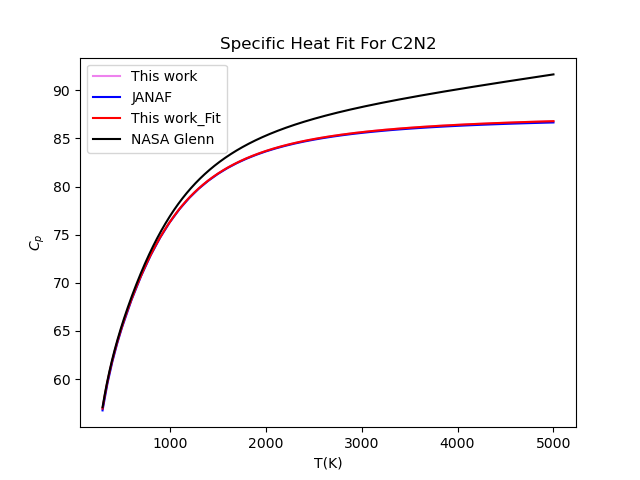 Specific Heat Fit For C2N2
This work
JANAF
This work_Fit
NASA Glenn
90
85
80
75
70
65
60
C_p
1000 2000 3000 4000 5000
T(K)